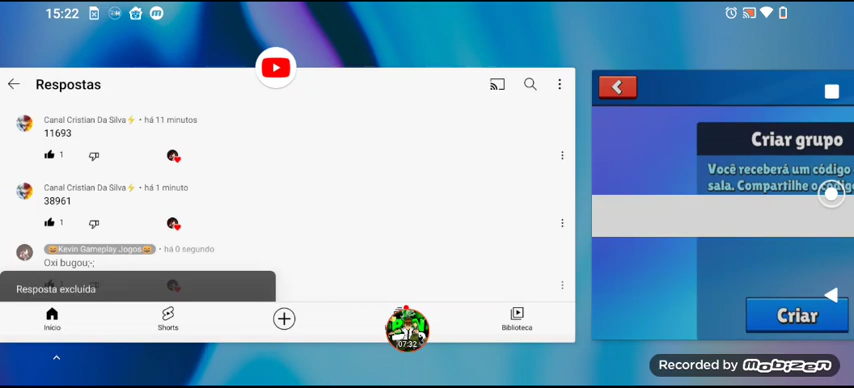 15:22
Respostas
Canal Cristian Da Silva⚡ • há 11 minutos
11693
1
Canal Cristian Da Silva⚡ • há 1 minuto
38961
1
😄Kevin Gameplay Jogos😄 • há 0 segundo
Oxi bugou;-;
Resposta excluída
Início
Shorts
07:32
Biblioteca
Criar grupo
Você receberá um código
sala. Compartilhe o código
Criar
Recorded by Mobizen